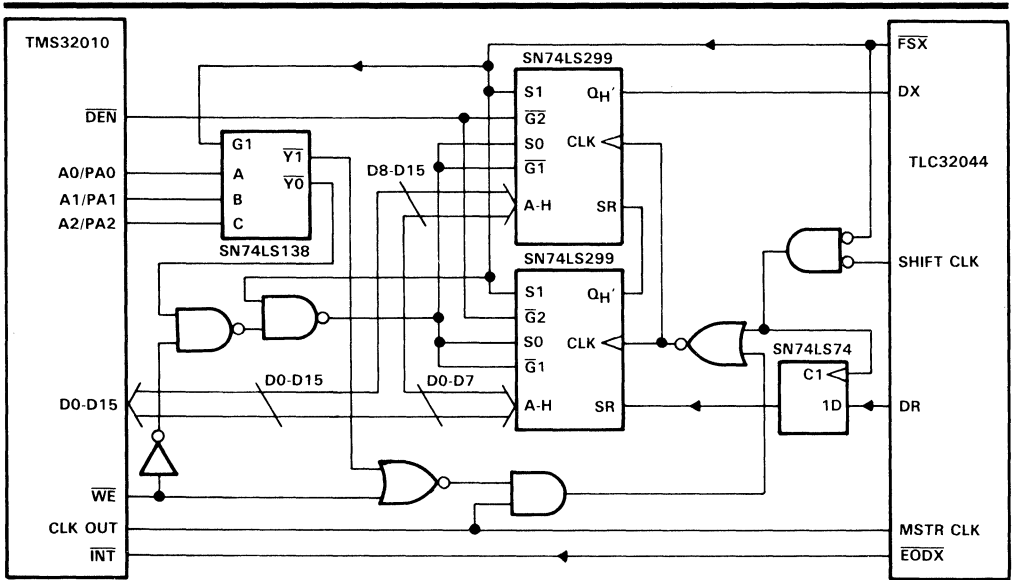 TMS32010
DEN
A0/PA0
A1/PA1
A2/PA2
D0-D15
WE
CLK OUT
INT
G1
A
B
C
Y1
Y0
SN74LS138
D8-D15
D0-D15
D0-D7
SN74LS299
S1
G2
S0
G1
A-H
QH'
CLK
SR
SN74LS299
S1
G2
S0
G1
A-H
QH'
CLK
SR
SN74LS74
C1
1D
FSX
DX
TLC32044
SHIFT CLK
DR
MSTR CLK
EODX